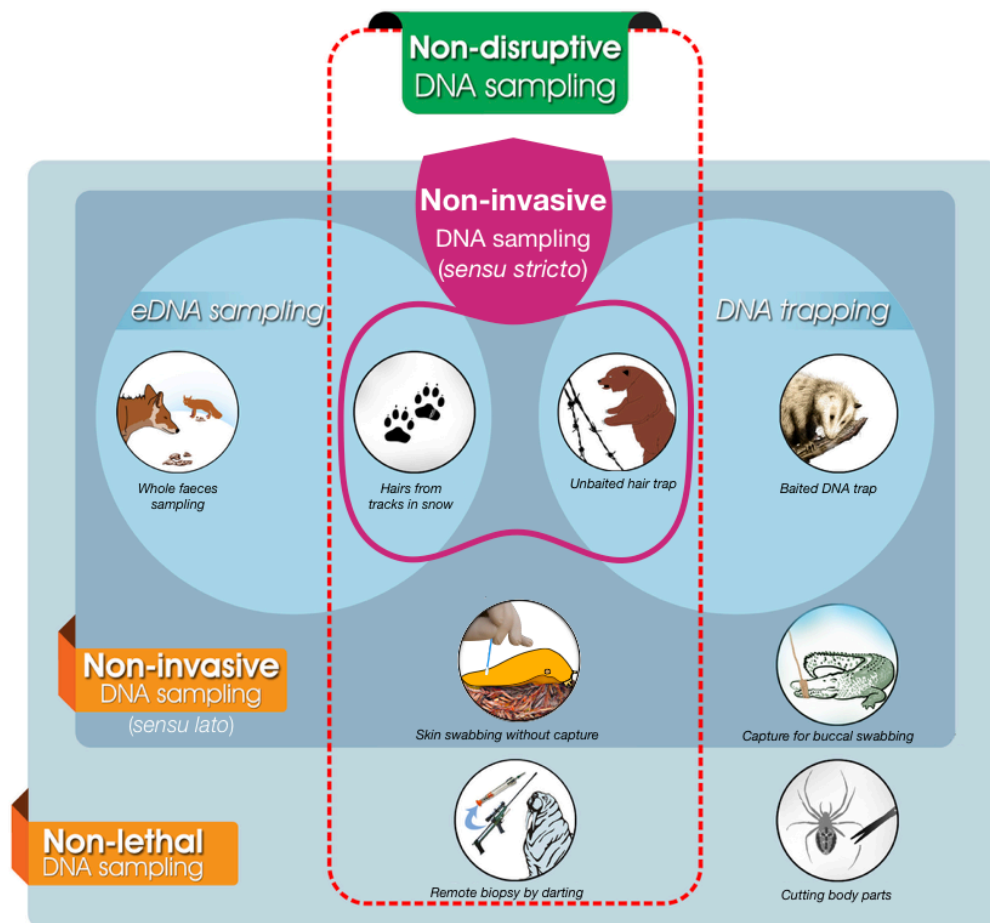 Non-disruptive
DNA sampling
Non-invasive
DNA sampling
(sensu stricto)
eDNA sampling
DNA trapping
Whole faeces
sampling
Hairs from
tracks in snow
Unbaited hair trap
Baited DNA trap
Non-invasive
DNA sampling
(sensu lato)
Skin swabbing without capture
Capture for buccal swabbing
Non-lethal
DNA sampling
Remote biopsy by darting
Cutting body parts